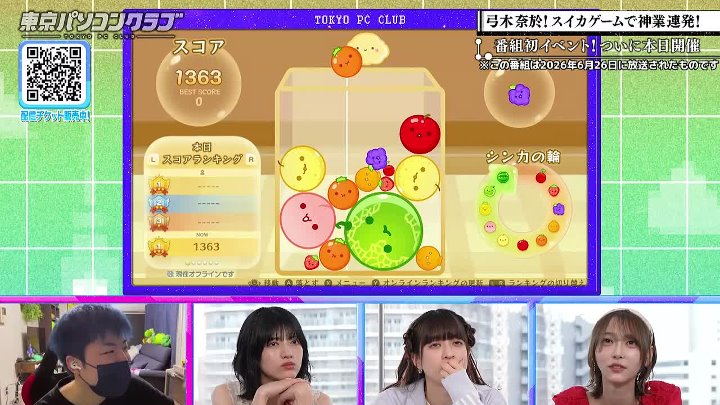 東京パソコンクラブ
TOKYO PC CLUB
配信チケット販売中!
TOKYO PC CLUB
弓木奈於!スイカゲームで神業連発!
番組初イベント!ついに本日開催
※この番組は2026年6月26日に放送されたものです
スコア
1363
BEST SCORE
0
本日
L スコアランキング R
-----
-----
-----
NOW
1363
現在オフラインです
シンカの輪
移動 A 落とす Y メニュー X オンラインランキングの更新 L R ランキングの切り替え